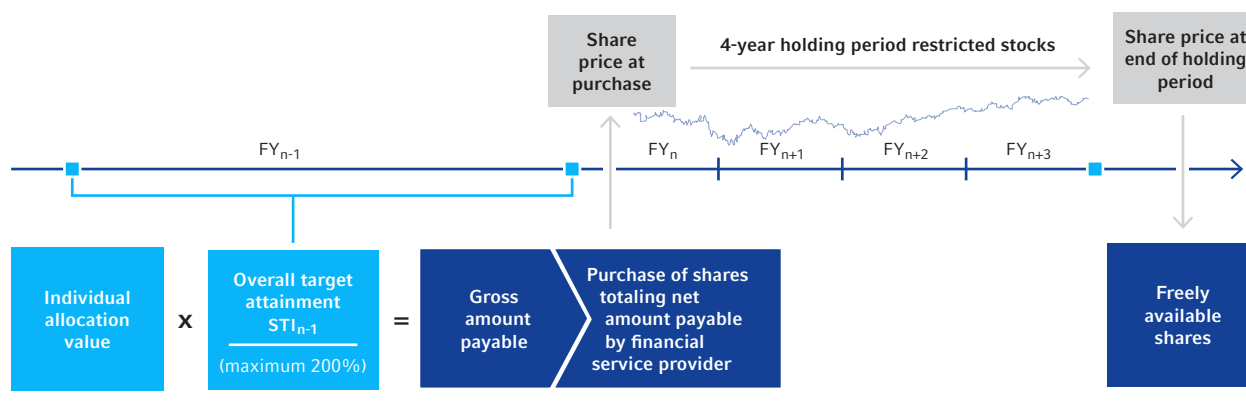 Share
price at
purchase
4-year holding period restricted stocks
Share price at
end of holding
period
FYn-1
FYn
FYn+1
FYn+2
FYn+3
Individual
allocation
value
x
Overall target
attainment
STIn-1
(maximum 200%)
=
Gross
amount
payable
Purchase of shares
totaling net
amount payable
by financial
service provider
Freely
available
shares